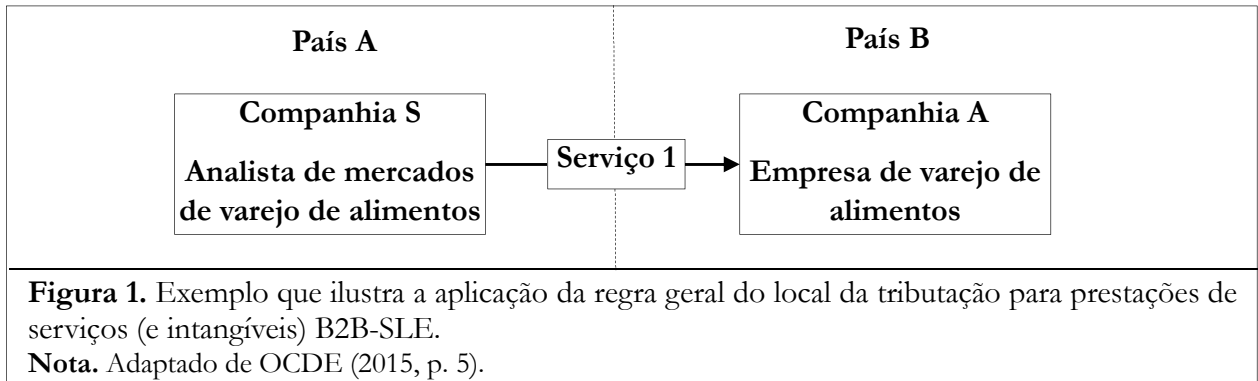 País A
País B
Companhia S
Analista de mercados
de varejo de alimentos
Serviço 1
Companhia A
Empresa de varejo de
alimentos
Figura 1. Exemplo que ilustra a aplicação da regra geral do local da tributação para prestações de
serviços (e intangíveis) B2B-SLE.
Nota. Adaptado de OCDE (2015, p. 5).